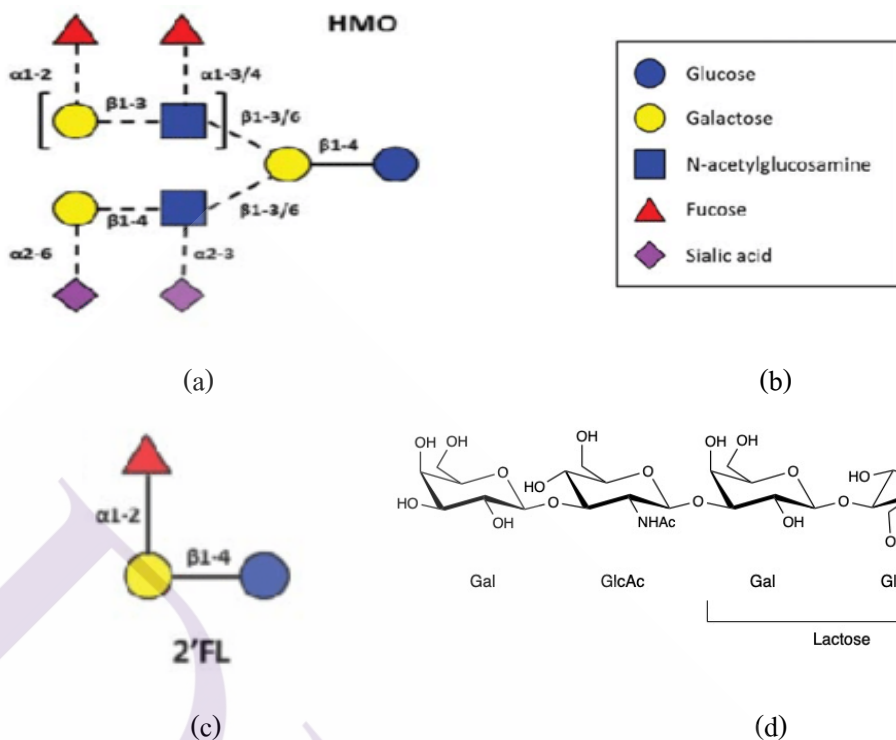 HMO
α1-2
α1-3/4
β1-3
β1-3/6
β1-4
β1-4
β1-3/6
α2-6
α2-3
Glucose
Galactose
N-acetylglucosamine
Fucose
Sialic acid
(a)
(b)
α1-2
β1-4
2'FL
OH
OH
OH
OH
OH
HO
O
HO
O
O
HO
O
O
O
O
OH
NHAc
OH
O
Gal
GlcAc
Gal
Gl
Lactose
(c)
(d)